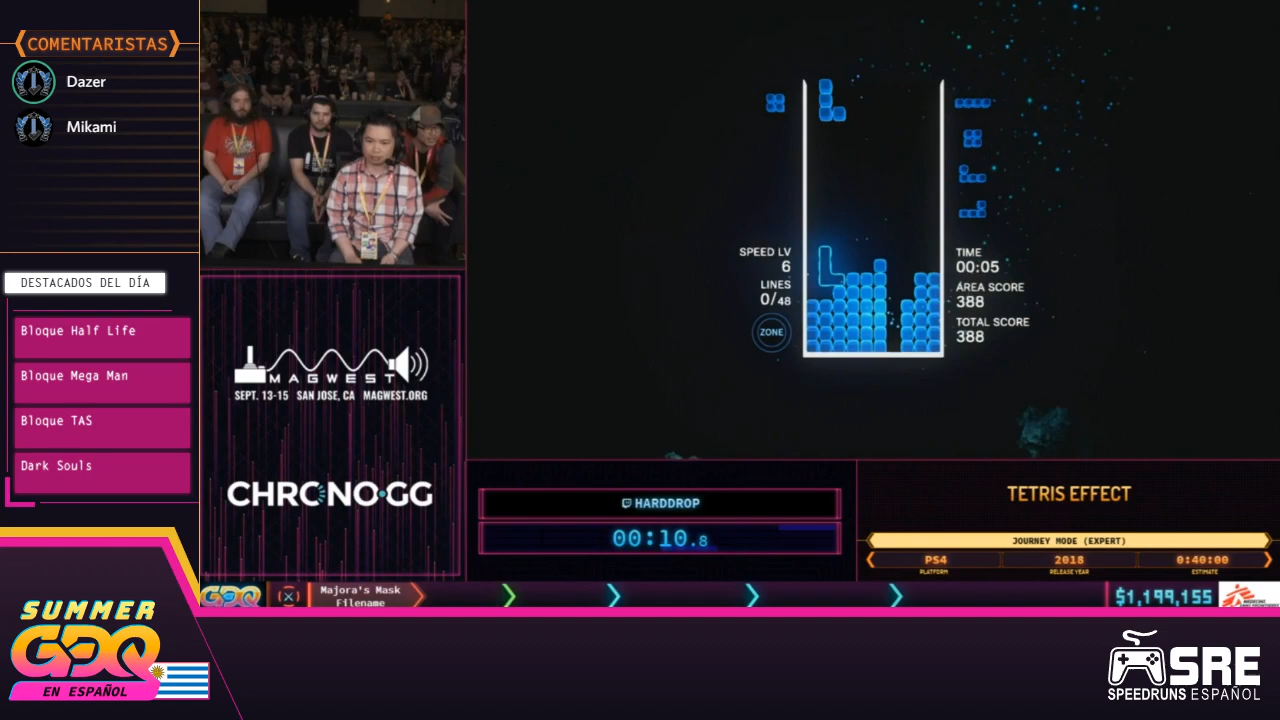 COMENTARISTAS
Dazer
Mikami
DESTACADOS DEL DÍA
Bloque Half Life
Bloque Mega Man
Bloque TAS
Dark Souls
SUMMER
GDQ
EN ESPAÑOL
MAGWEST
SEPT. 13-15 SAN JOSE, CA MAGWEST.ORG
CHRONO.GG
SPEED LV
6
LINES
0/48
ZONE
TIME
00:05
ÁREA SCORE
388
TOTAL SCORE
388
HARDDROP
00:10.8
TETRIS EFFECT
JOURNEY MODE (EXPERT)
PS4 2018 0:40:00
PLATFORM RELEASE YEAR ESTIMATE
GDQ
Majora's Mask
Filename
$1,199,155
SRE
SPEEDRUNS ESPAÑOL